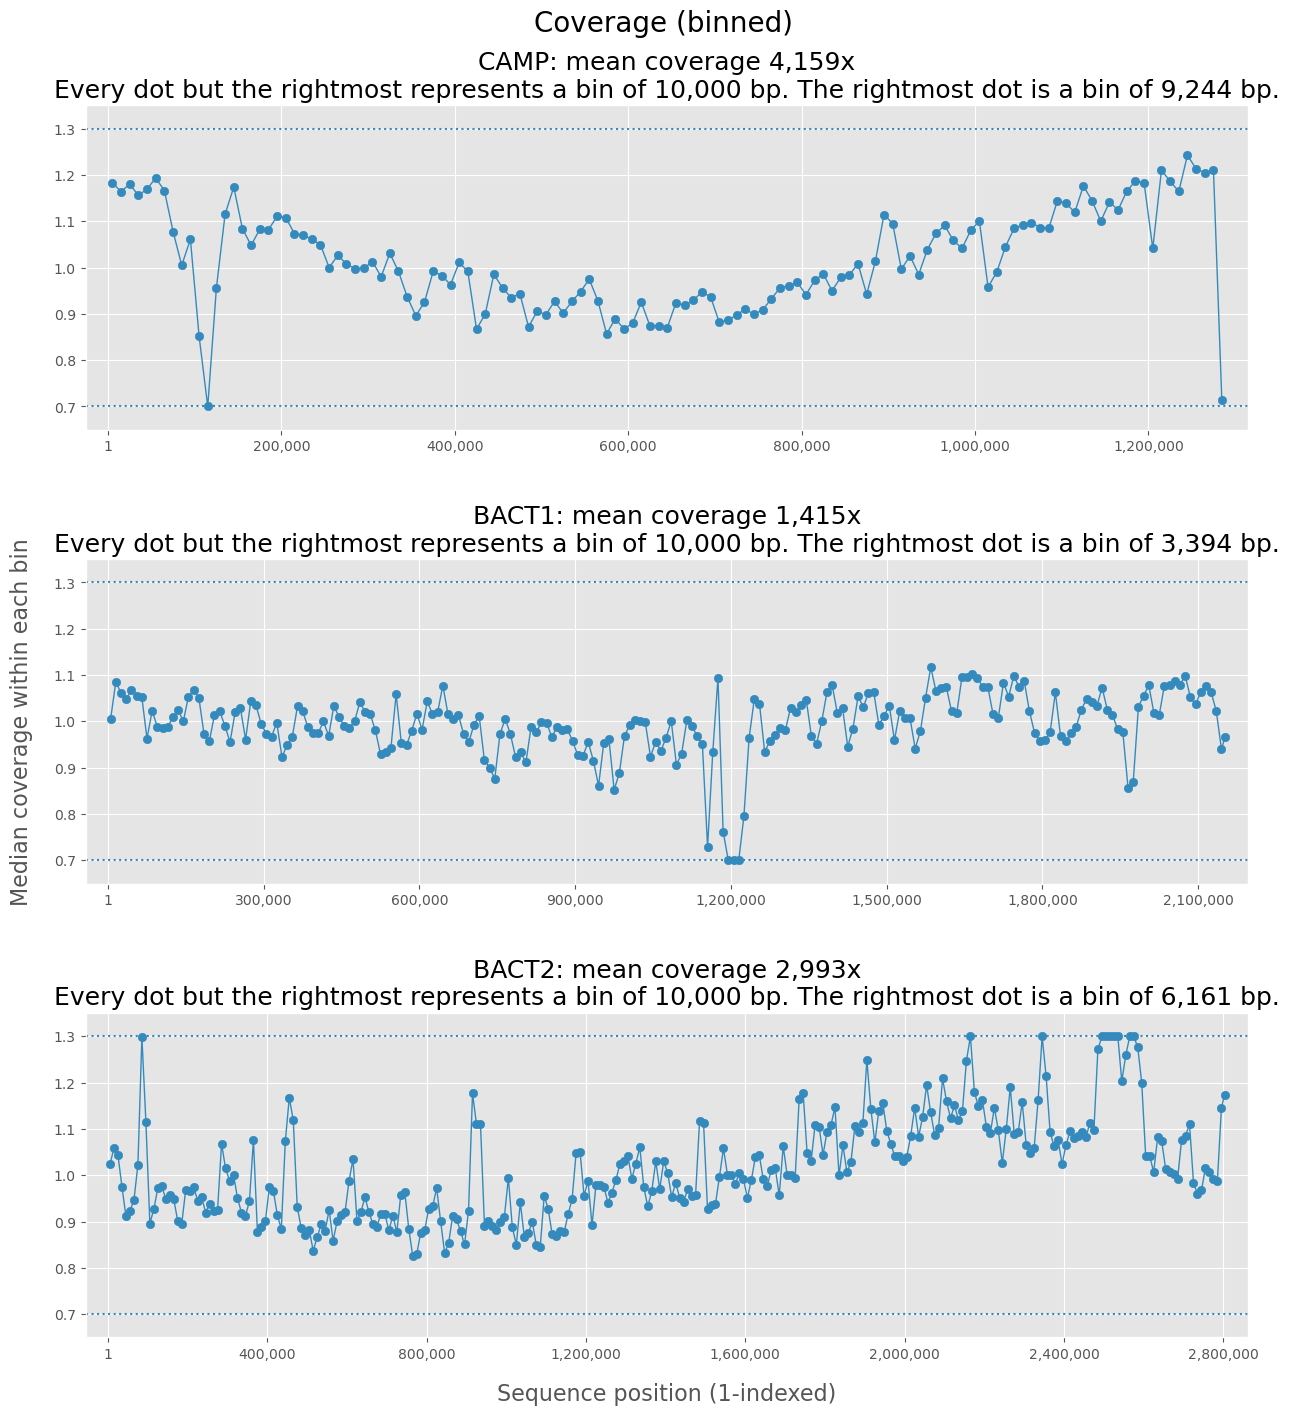 Coverage (binned)
CAMP: mean coverage 4,159x
Every dot but the rightmost represents a bin of 10,000 bp. The rightmost dot is a bin of 9,244 bp.
1.3
1.2
1.1
1.0
0.9
0.8
0.7
1 200,000 400,000 600,000 800,000 1,000,000 1,200,000
Median coverage within each bin
BACT1: mean coverage 1,415x
Every dot but the rightmost represents a bin of 10,000 bp. The rightmost dot is a bin of 3,394 bp.
1.3
1.2
1.1
1.0
0.9
0.8
0.7
1 300,000 600,000 900,000 1,200,000 1,500,000 1,800,000 2,100,000
BACT2: mean coverage 2,993x
Every dot but the rightmost represents a bin of 10,000 bp. The rightmost dot is a bin of 6,161 bp.
1.3
1.2
1.1
1.0
0.9
0.8
0.7
1 400,000 800,000 1,200,000 1,600,000 2,000,000 2,400,000 2,800,000
Sequence position (1-indexed)